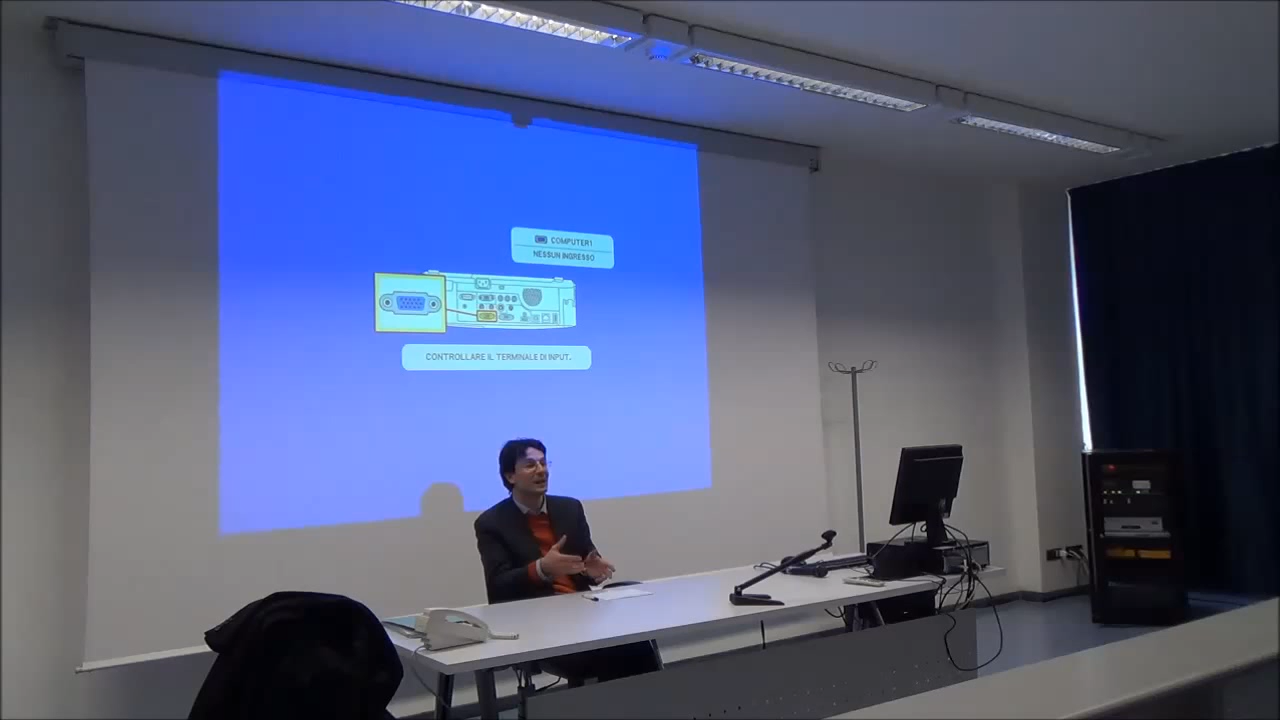 COMPUTER1
NESSUN INGRESSO
CONTROLLARE IL TERMINALE DI INPUT.